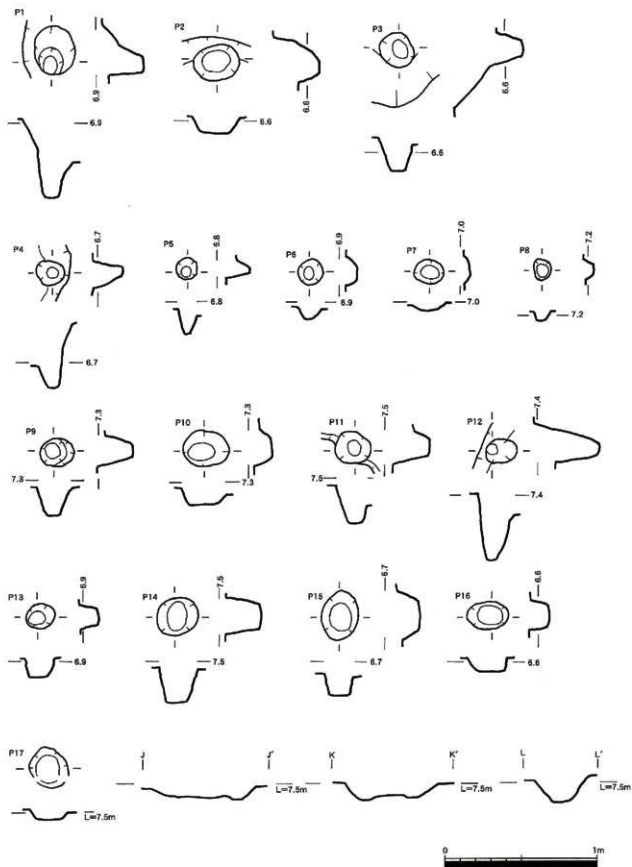 P1
6.9
6.9
P2
6.6
6.6
P3
6.6
6.6
P4
6.7
6.7
P5
6.8
6.8
P6
6.9
6.9
P7
7.0
7.0
P8
7.2
7.2
P9
7.3
7.3
P10
7.3
7.3
P11
7.5
7.5
P12
7.4
7.4
P13
6.9
6.9
P14
7.5
7.5
P15
6.7
6.7
P16
6.6
6.6
P17
L=7.5m
J J'
L=7.5m
K K'
L=7.5m
L L'
L=7.5m
0 1m